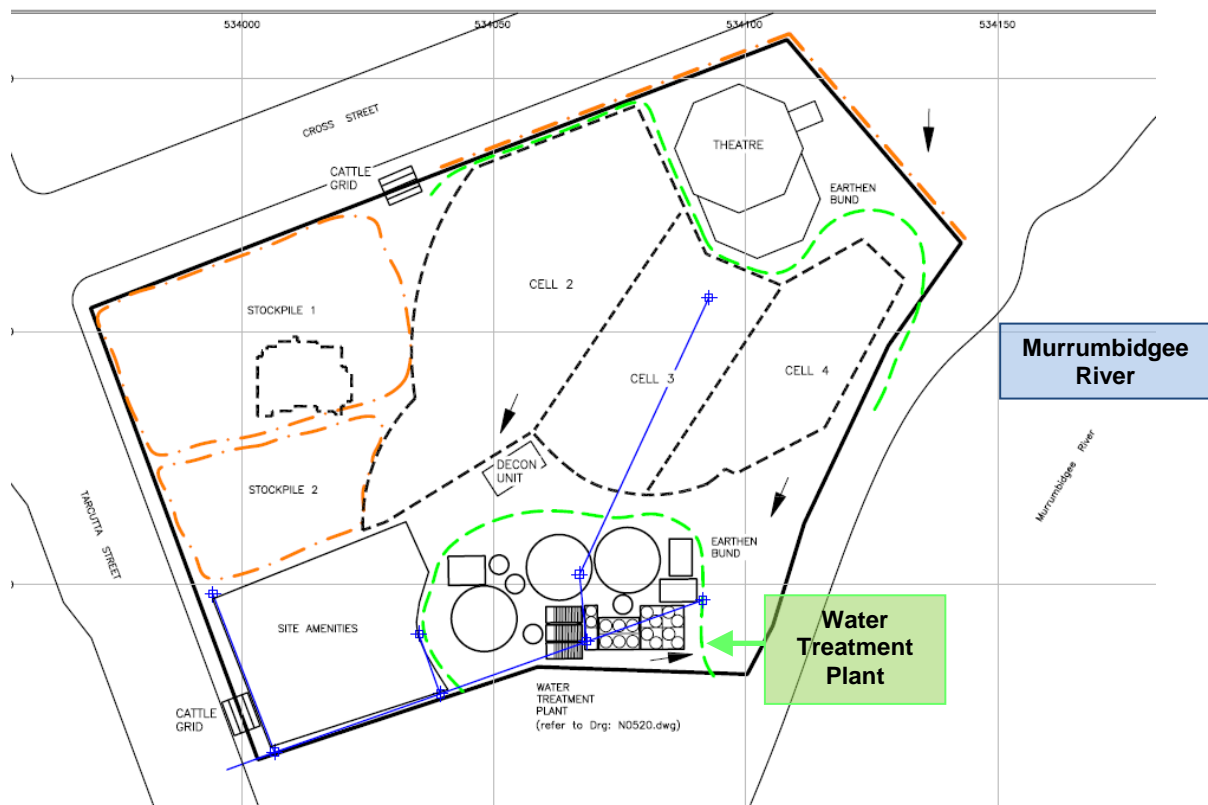 534000
534050
534100
534150
CROSS STREET
THEATRE
CATTLE
GRID
EARTHEN
BUND
CELL 2
STOCKPILE 1
Murrumbidgee
River
CELL 3
CELL 4
DECON
UNIT
STOCKPILE 2
TARCUTTA STREET
Murrumbidgee River
EARTHEN
BUND
SITE AMENITIES
Water
Treatment
Plant
CATTLE
GRID
WATER
TREATMENT
PLANT
(refer to Drg: N0520.dwg)